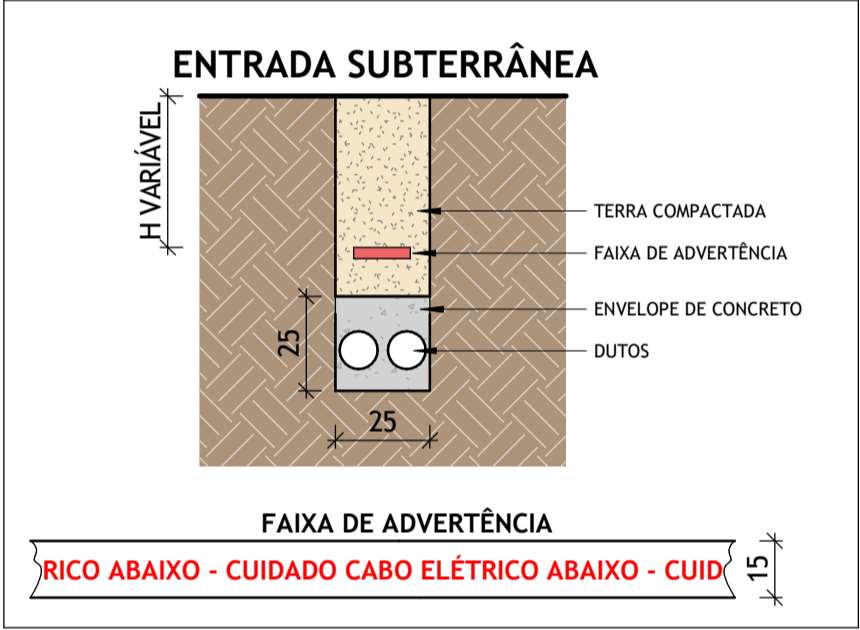 ENTRADA SUBTERRÂNEA
H VARIÁVEL
TERRA COMPACTADA
FAIXA DE ADVERTÊNCIA
ENVELOPE DE CONCRETO
25
DUTOS
25
FAIXA DE ADVERTÊNCIA
RICO ABAIXO - CUIDADO CABO ELÉTRICO ABAIXO - CUID
15